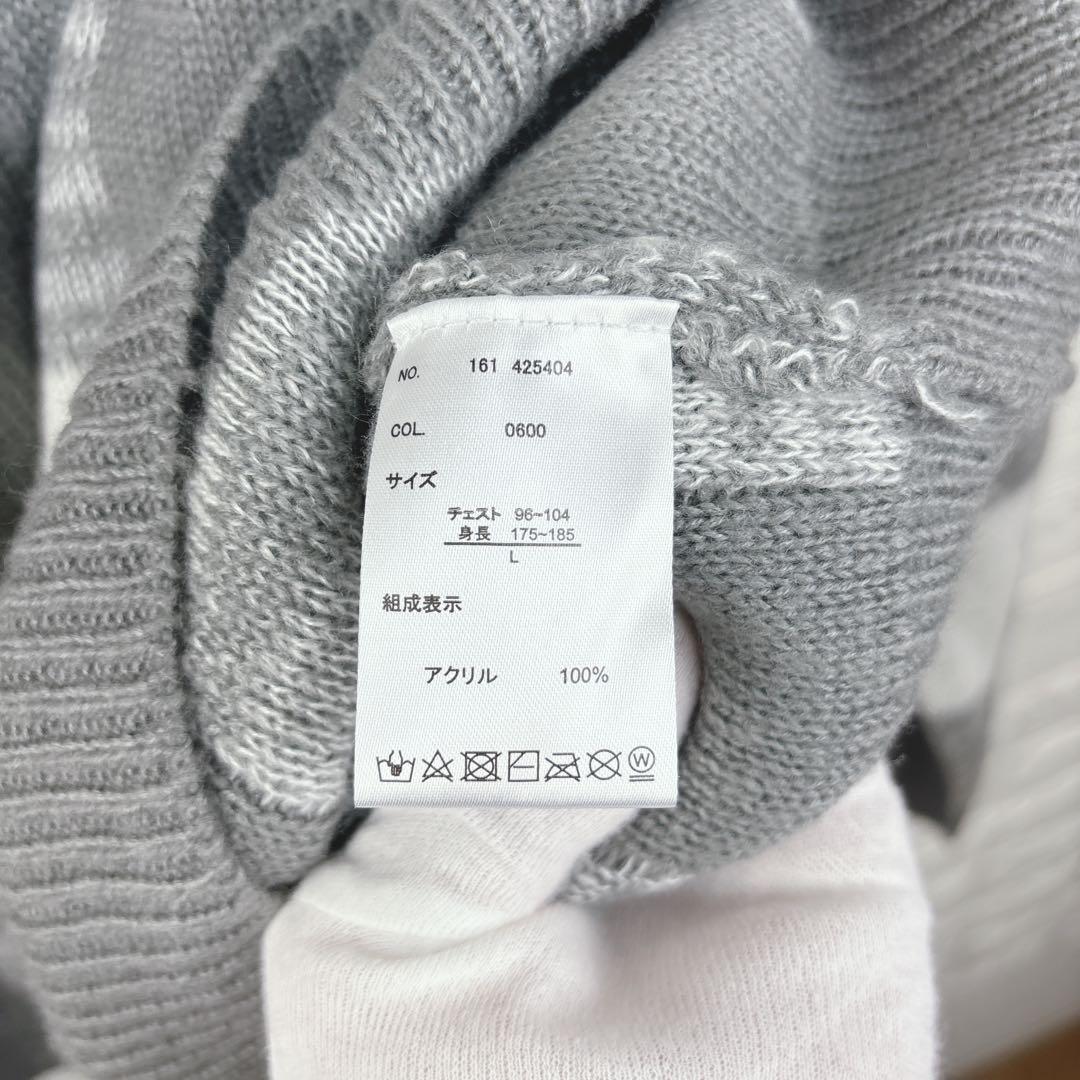 NO. 161 425404
COL. 0600
サイズ
チェスト 96~104
身長 175~185
L
組成表示
アクリル 100%
W